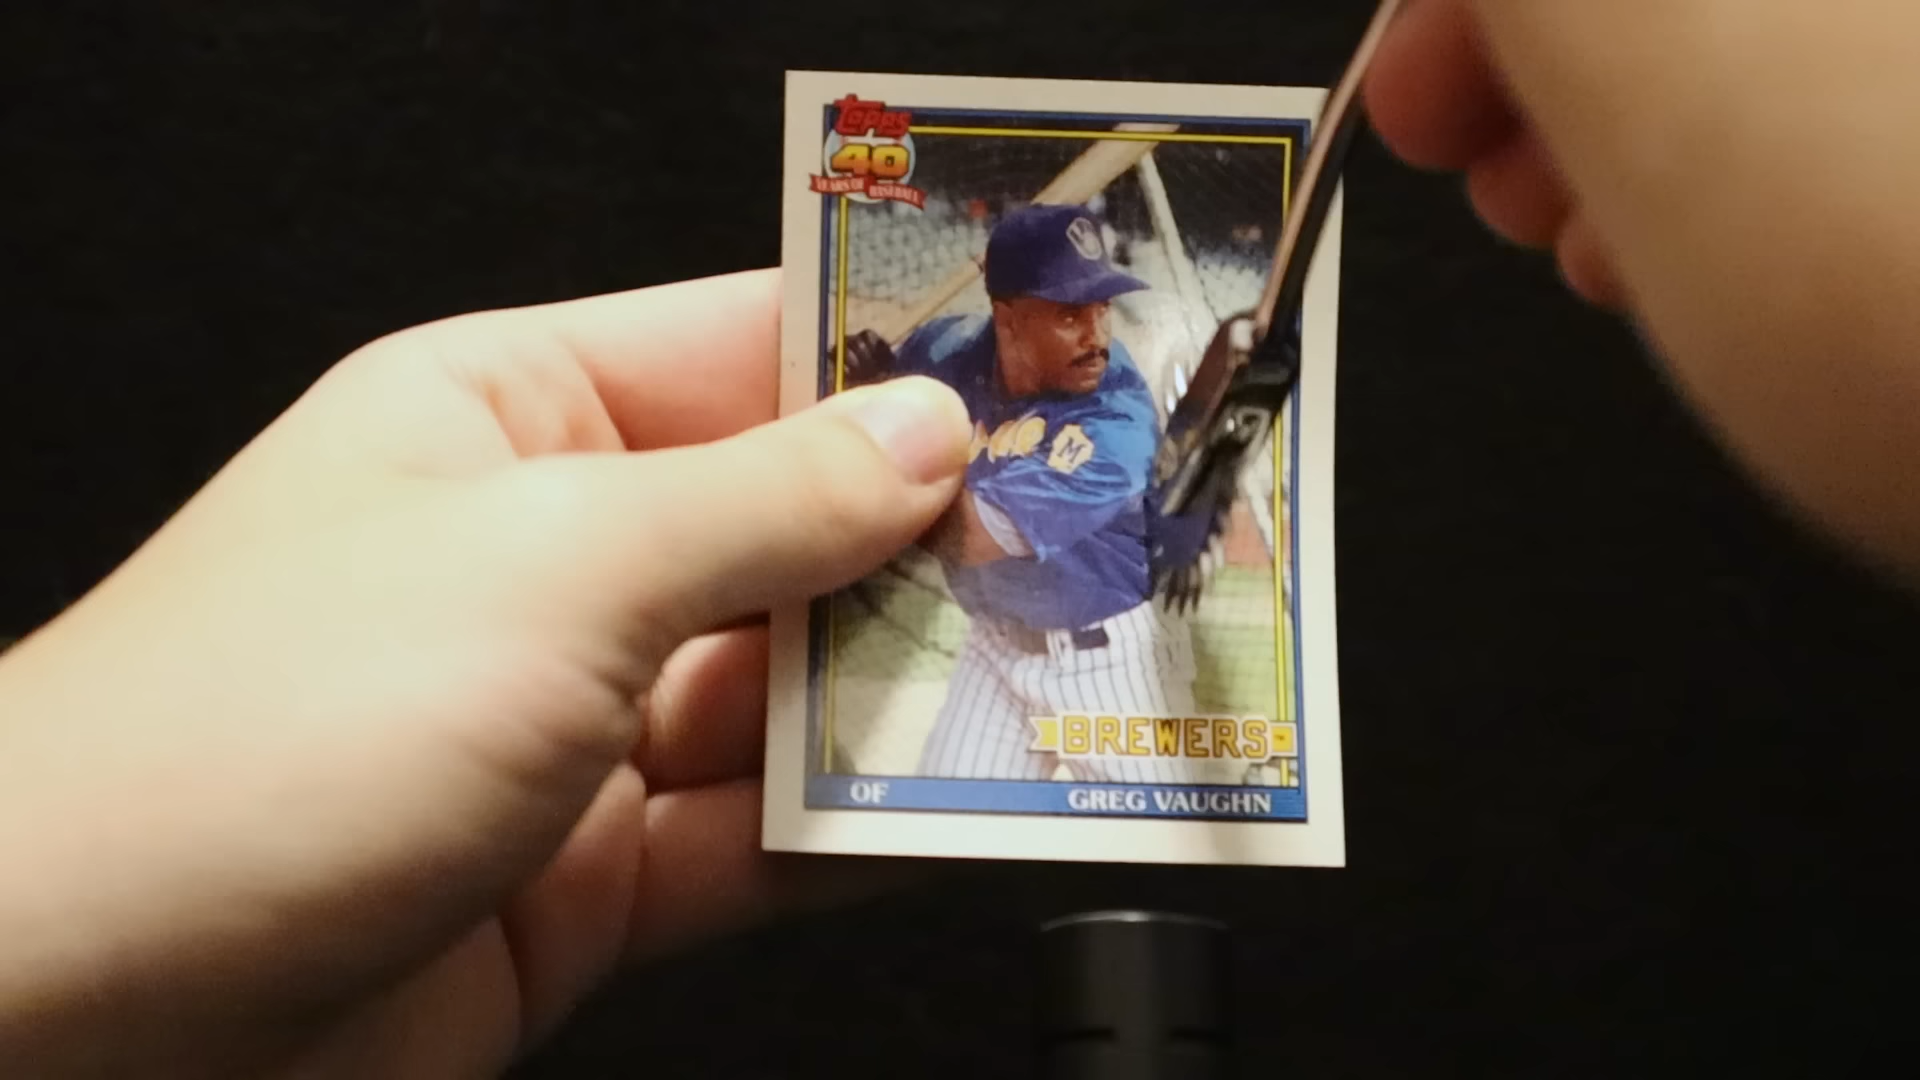 Topps
40
YEARS OF BASEBALL
M
BREWERS
OF GREG VAUGHN